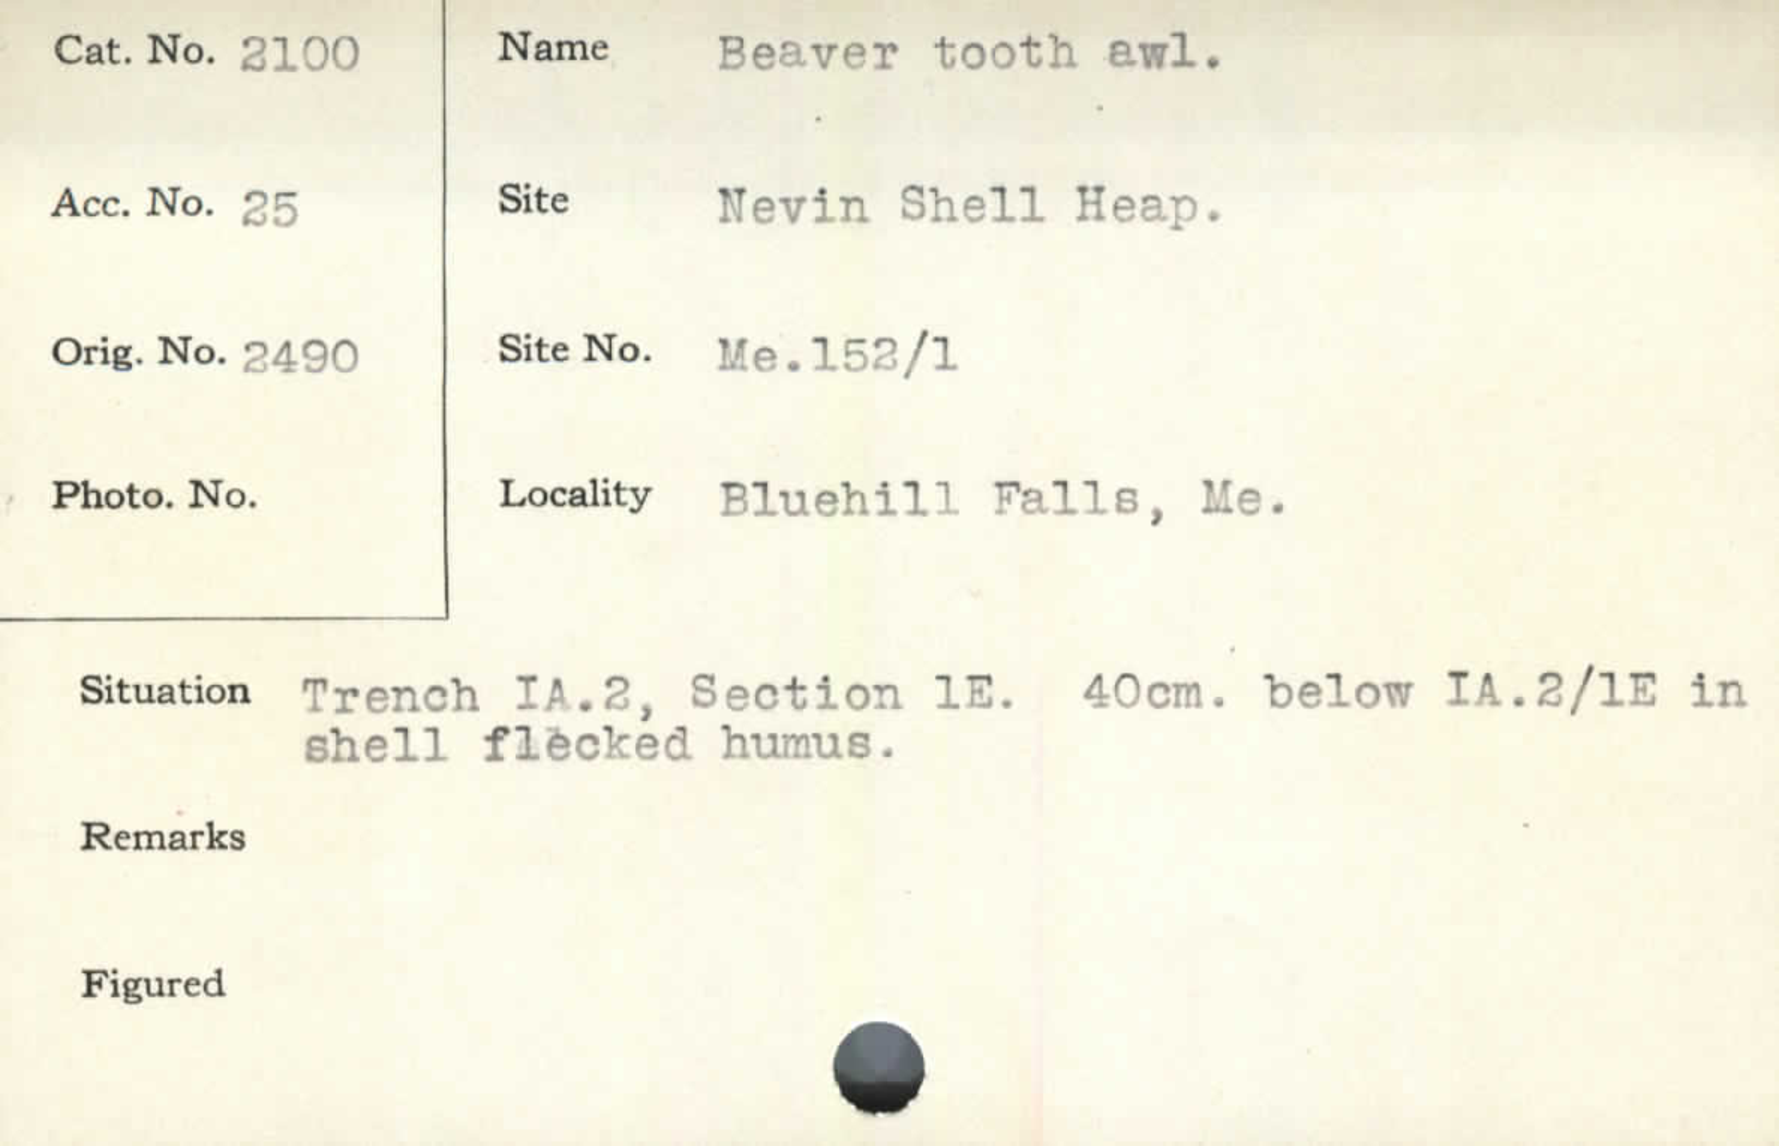 Cat. No. 2100
Name Beaver tooth awl.
Acc. No. 25
Site Nevin Shell Heap.
Orig. No. 2490
Site No. Me.152/1
Photo. No.
Locality Bluehill Falls, Me.
Situation Trench IA.2, Section 1E. 40cm. below IA.2/1E in
shell flecked humus.
Remarks
Figured